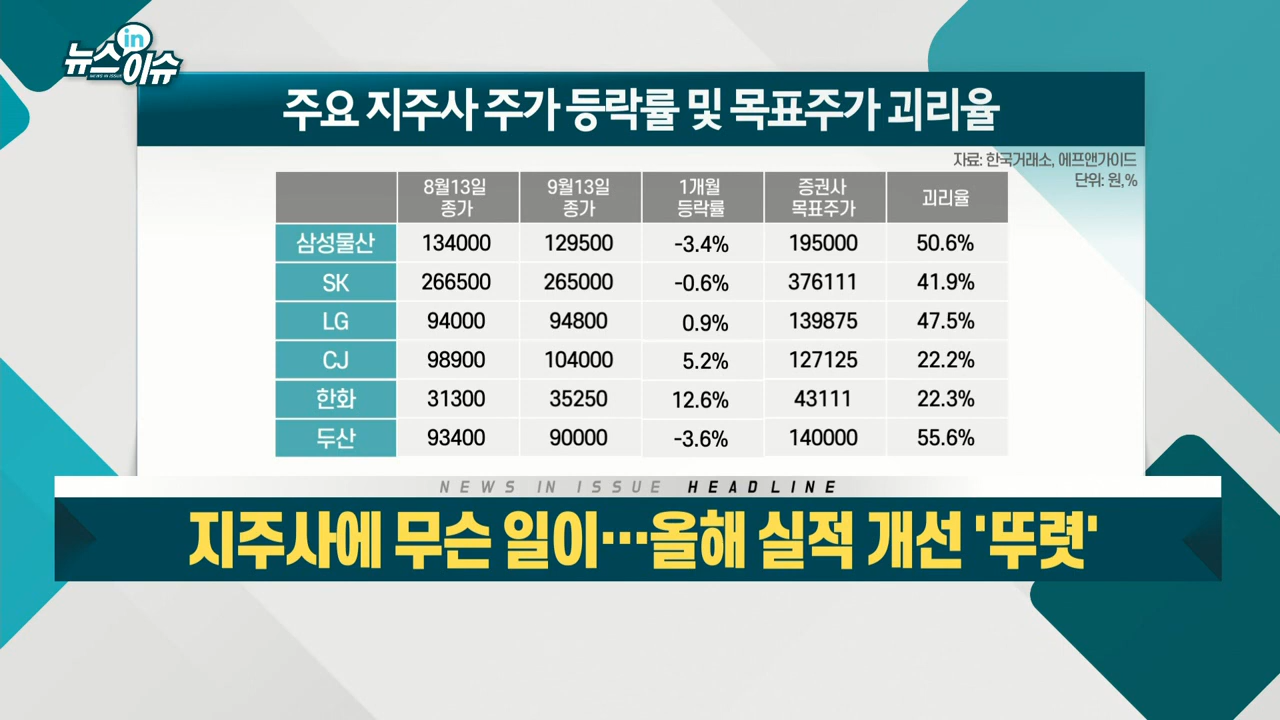 뉴스in이슈
NEWS IN ISSUE
주요 지주사 주가 등락률 및 목표주가 괴리율
자료: 한국거래소, 에프앤가이드
단위: 원,%
8월13일 종가 9월13일 종가 1개월 등락률 증권사 목표주가 괴리율
삼성물산 134000 129500 -3.4% 195000 50.6%
SK 266500 265000 -0.6% 376111 41.9%
LG 94000 94800 0.9% 139875 47.5%
CJ 98900 104000 5.2% 127125 22.2%
한화 31300 35250 12.6% 43111 22.3%
두산 93400 90000 -3.6% 140000 55.6%
NEWS IN ISSUE HEADLINE
지주사에 무슨 일이…올해 실적 개선 '뚜렷'